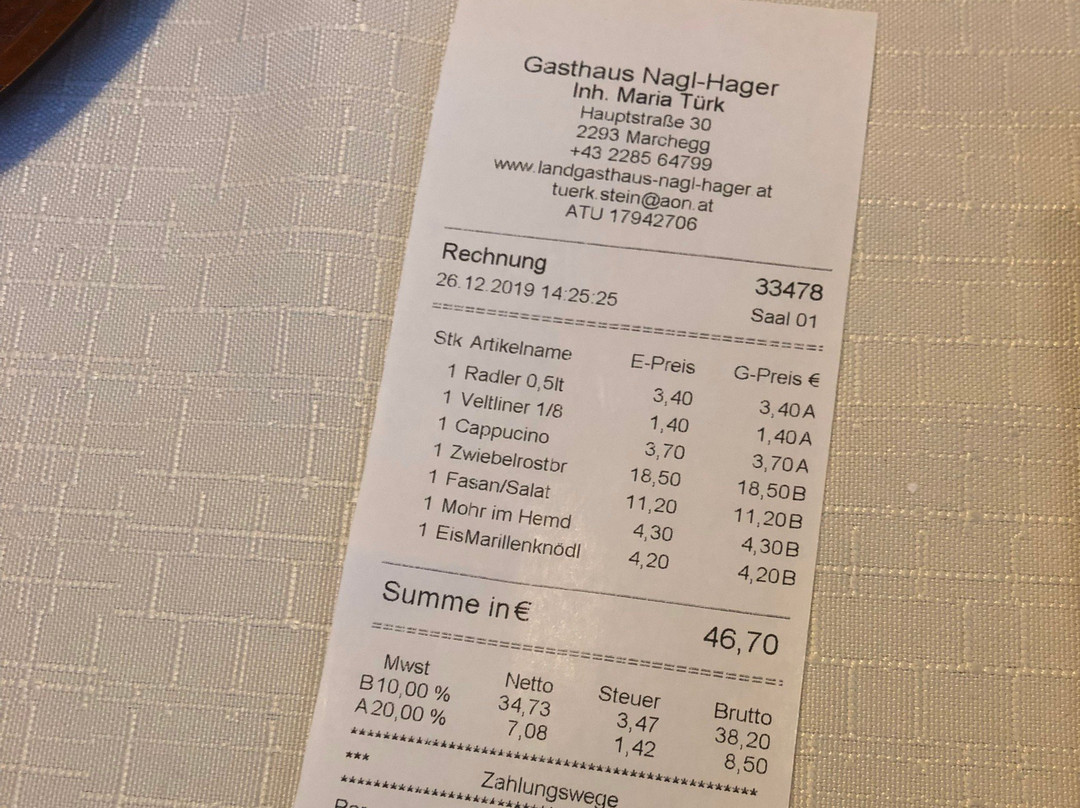 Gasthaus Nagl-Hager
Inh. Maria Türk
Hauptstraße 30
2293 Marchegg
+43 2285 64799
www.landgasthaus-nagl-hager.at
tuerk.stein@aon.at
ATU 17942706
Rechnung 33478
26.12.2019 14:25:25 Saal 01
==========================================
Stk Artikelname E-Preis G-Preis €
1 Radler 0,5lt 3,40 3,40A
1 Veltliner 1/8 1,40 1,40A
1 Cappucino 3,70 3,70A
1 Zwiebelrostbr 18,50 18,50B
1 Fasan/Salat 11,20 11,20B
1 Mohr im Hemd 4,30 4,30B
1 EisMarillenknödl 4,20 4,20B
Summe in € 46,70
==========================================
Mwst Netto Steuer Brutto
B 10,00 % 34,73 3,47 38,20
A 20,00 % 7,08 1,42 8,50
******************************************
***
Zahlungswege
******************************************